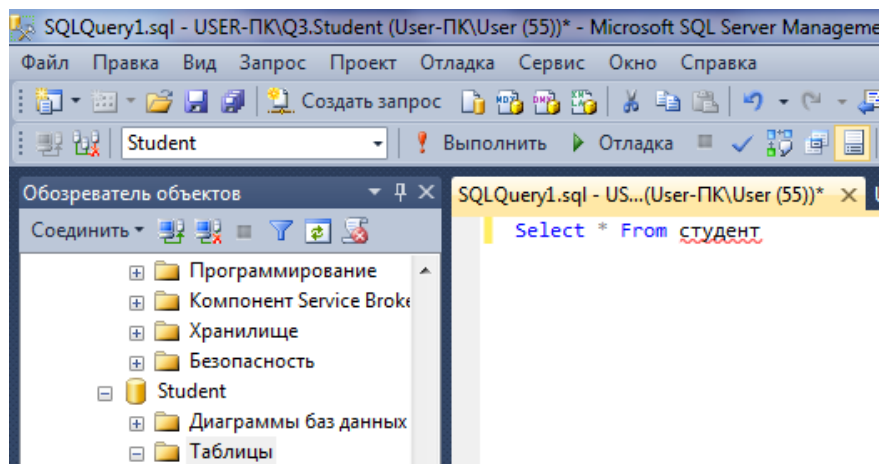 SQLQuery1.sql - USER-ПК\Q3.Student (User-ПК\User (55))* - Microsoft SQL Server Manageme
Файл Правка Вид Запрос Проект Отладка Сервис Окно Справка
Создать запрос
Student Выполнить Отладка
Обозреватель объектов
SQLQuery1.sql - US...(User-ПК\User (55))*
Соединить
Select * From студент
Программирование
Компонент Service Broke
Хранилище
Безопасность
Student
Диаграммы баз данных
Таблицы